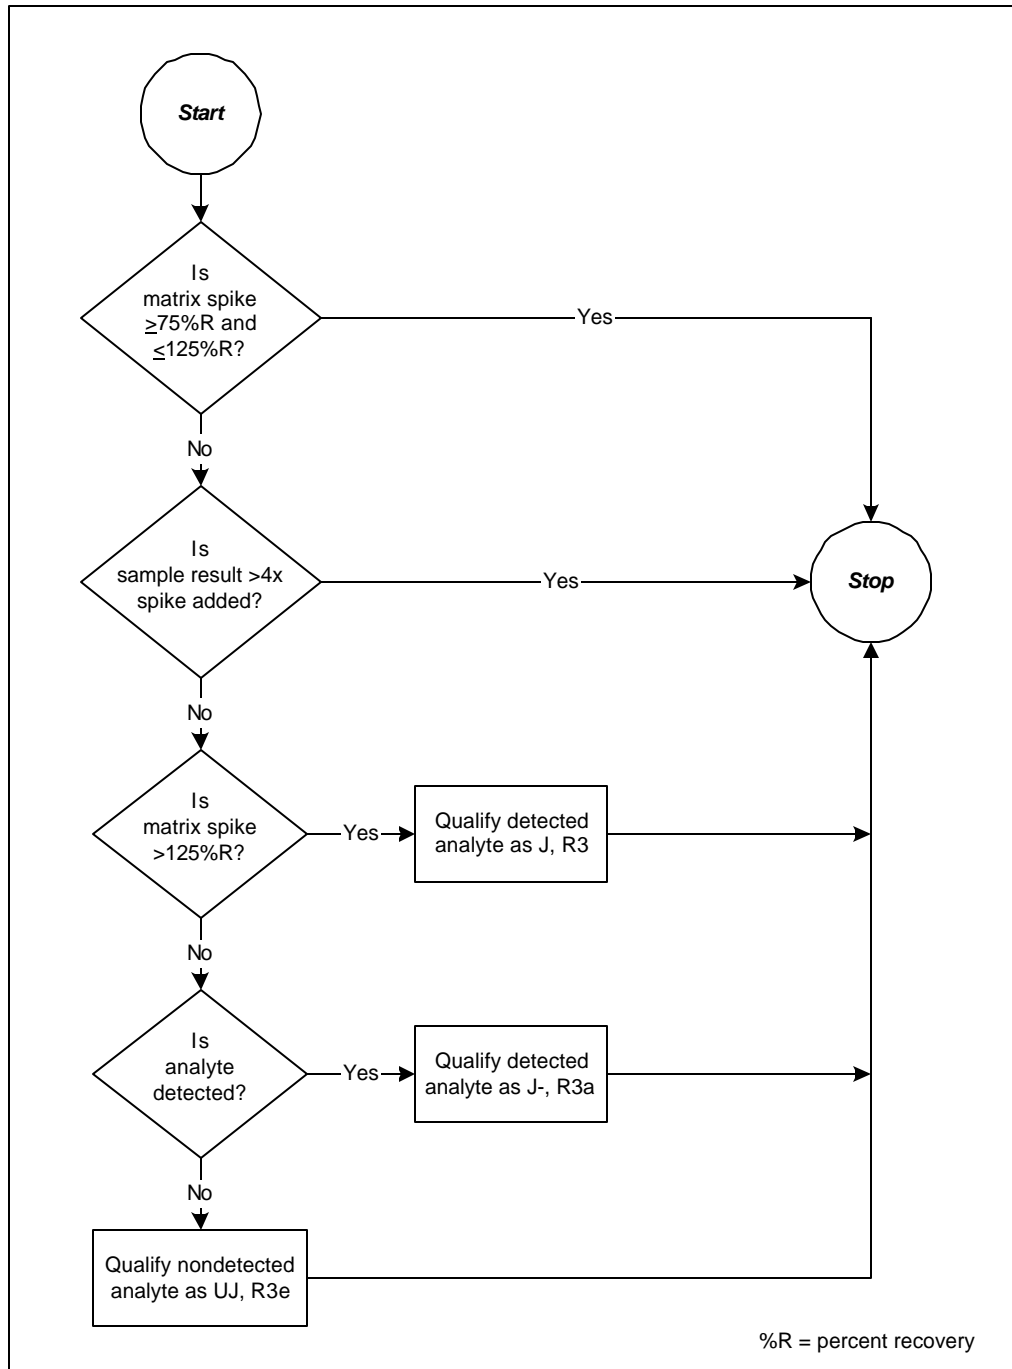 Start
Is
matrix spike
≥75%R and
≤125%R?
Yes
No
Is
sample result >4x
spike added?
Yes
Stop
No
Is
matrix spike
>125%R?
Yes
Qualify detected
analyte as J, R3
No
Is
analyte
detected?
Yes
Qualify detected
analyte as J-, R3a
No
Qualify nondetected
analyte as UJ, R3e
%R = percent recovery